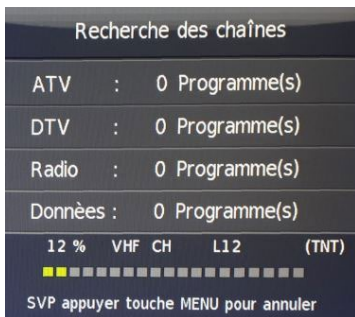 Recherche des chaînes
ATV : 0 Programme(s)
DTV : 0 Programme(s)
Radio : 0 Programme(s)
Donnèes : 0 Programme(s)
12 % VHF CH L12 (TNT)
SVP appuyer touche MENU pour annuler